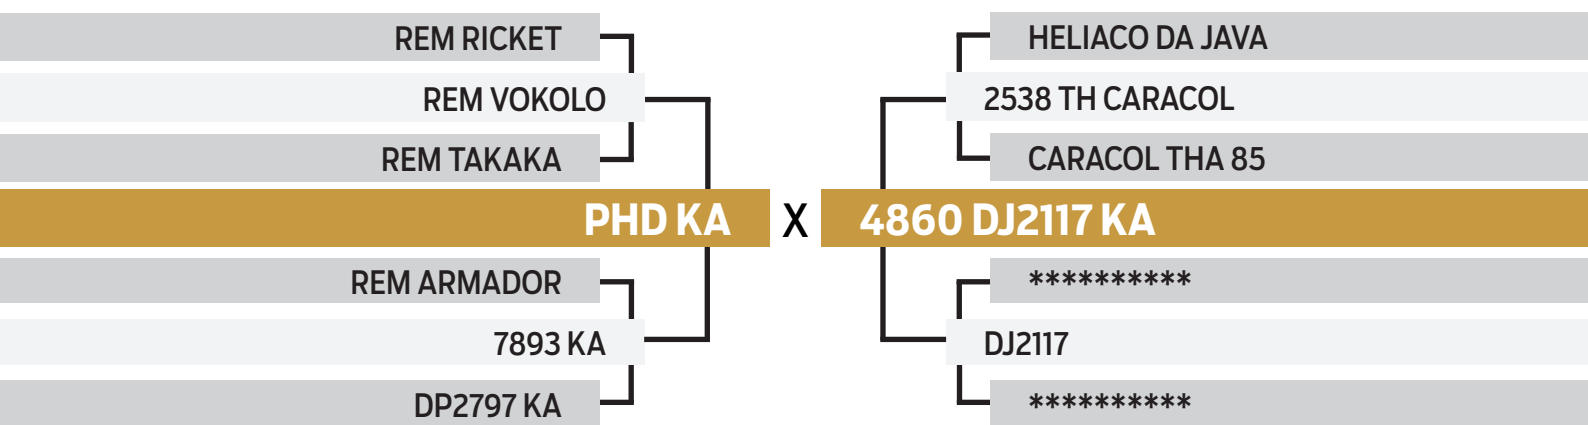 REM RICKET
HELIACO DA JAVA
REM VOKOLO
2538 TH CARACOL
REM TAKAKA
CARACOL THA 85
PHD KA X 4860 DJ2117 KA
REM ARMADOR
**********
7893 KA
DJ2117
DP2797 KA
**********